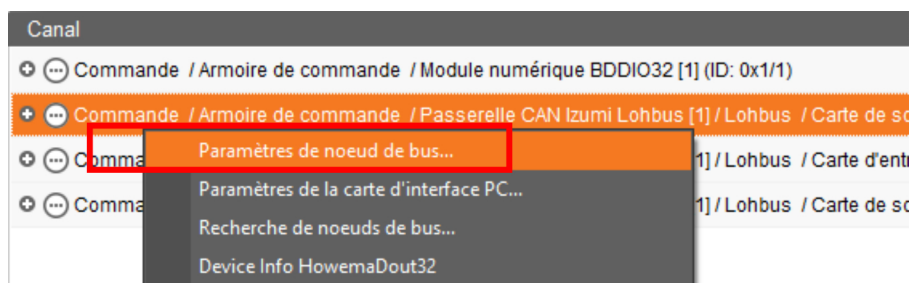 Canal
Commande / Armoire de commande / Module numérique BDDIO32 [1] (ID: 0x1/1)
Commande / Armoire de commande / Passerelle CAN Izumi Lohbus [1] / Lohbus / Carte de so
Comma
Paramètres de noeud de bus...
1] / Lohbus / Carte d'entr
Paramètres de la carte d'interface PC...
Comma
1] / Lohbus / Carte de so
Recherche de noeuds de bus...
Device Info HowemaDout32